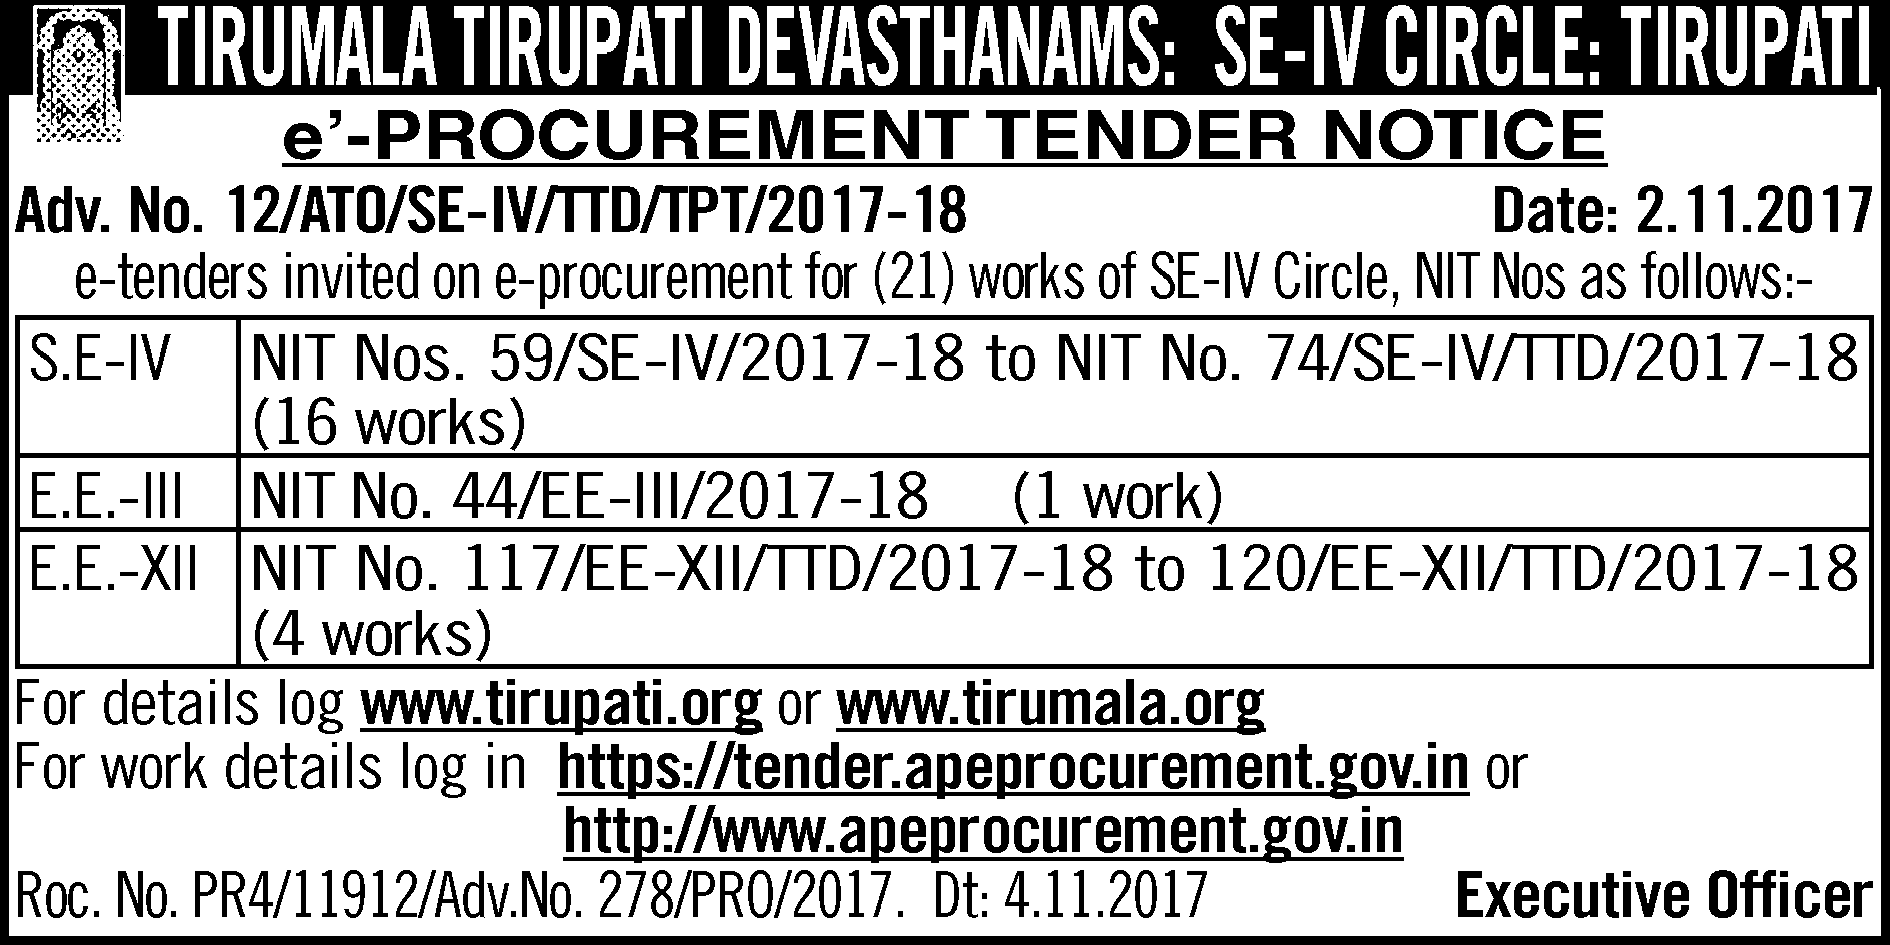 TIRUMALA TIRUPATI DEVASTHANAMS: SE-IV CIRCLE: TIRUPATI
e'-PROCUREMENT TENDER NOTICE
Adv. No. 12/ATO/SE-IV/TTD/TPT/2017-18 Date: 2.11.2017
e-tenders invited on e-procurement for (21) works of SE-IV Circle, NIT Nos as follows:-
S.E-IV NIT Nos. 59/SE-IV/2017-18 to NIT No. 74/SE-IV/TTD/2017-18
(16 works)
E.E.-III NIT No. 44/EE-III/2017-18 (1 work)
E.E.-XII NIT No. 117/EE-XII/TTD/2017-18 to 120/EE-XII/TTD/2017-18
(4 works)
For details log www.tirupati.org or www.tirumala.org
For work details log in https://tender.apeprocurement.gov.in or
http://www.apeprocurement.gov.in
Roc. No. PR4/11912/Adv.No. 278/PRO/2017. Dt: 4.11.2017 Executive Officer